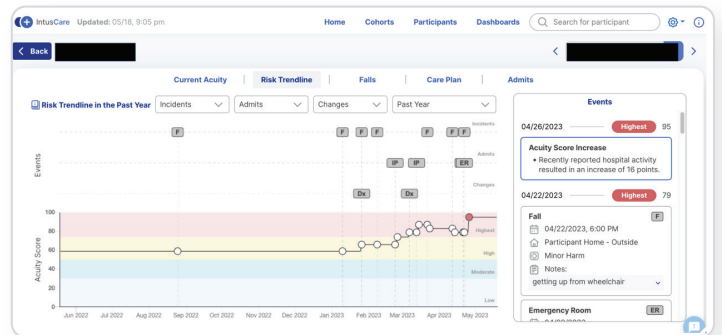 IntusCare Updated: 05/18, 9:05 pm Home Cohorts Participants Dashboards Search for participant
Back
Current Acuity Risk Trendline Falls Care Plan Admits
Risk Trendline in the Past Year Incidents Admits Changes Past Year
Events
Incidents
F F F F F F F
Admits
IP IP ER
Changes
Dx Dx
Events
100
80
60
40
20
0
Acuity Score
Highest
High
Moderate
Low
Jun 2022 Jul 2022 Aug 2022 Sep 2022 Oct 2022 Nov 2022 Dec 2022 Jan 2023 Feb 2023 Mar 2023 Apr 2023 May 2023
Events
04/26/2023 Highest 95
Acuity Score Increase
• Recently reported hospital activity
resulted in an increase of 16 points.
04/22/2023 Highest 79
Fall F
04/22/2023, 6:00 PM
Participant Home - Outside
Minor Harm
Notes:
getting up from wheelchair
Emergency Room ER